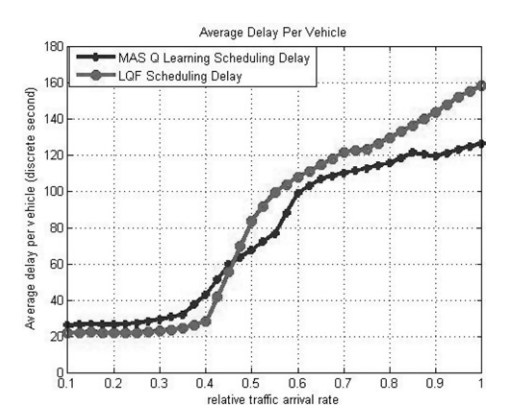 Average Delay Per Vehicle
MAS Q Learning Scheduling Delay
LQF Scheduling Delay
Average delay per vehicle (discrete second)
180
160
140
120
100
80
60
40
20
0
0.1 0.2 0.3 0.4 0.5 0.6 0.7 0.8 0.9 1
relative traffic arrival rate